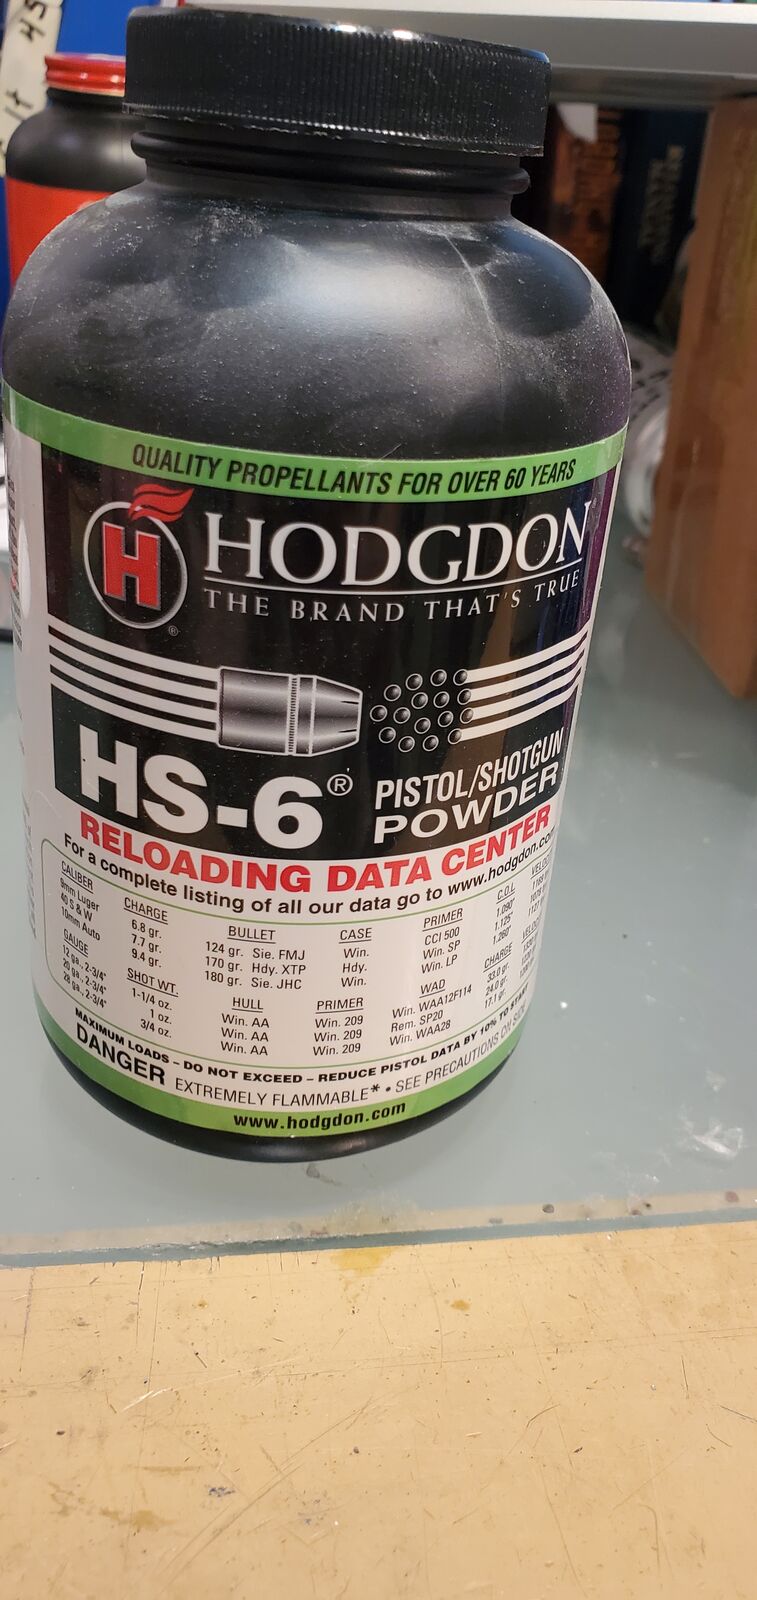 QUALITY PROPELLANTS FOR OVER 60 YEARS
H ®
HODGDON
THE BRAND THAT'S TRUE
HS-6® PISTOL/SHOTGUN
POWDER
RELOADING DATA CENTER
For a complete listing of all our data go to www.hodgdon.co
CALIBER CHARGE BULLET CASE PRIMER C.O.L. VELO
9mm Luger 6.8 gr. 124 gr. Sie. FMJ Win. CCI 500 1.090"
40 S & W 7.7 gr. 170 gr. Hdy. XTP Hdy. Win. SP 1.125"
10mm Auto 9.4 gr. 180 gr. Sie. JHC Win. Win. LP 1.260"
GAUGE SHOT WT. HULL PRIMER WAD CHARGE
12 ga., 2-3/4" 1-1/4 oz. Win. AA Win. 209 Win. WAA12F114 33.0 gr.
20 ga., 2-3/4" 1 oz. Win. AA Win. 209 Rem. SP20 24.0 gr.
28 ga., 2-3/4" 3/4 oz. Win. AA Win. 209 Win. WAA28 17.1 gr.
MAXIMUM LOADS – DO NOT EXCEED – REDUCE PISTOL DATA BY 10% TO START
DANGER EXTREMELY FLAMMABLE* • SEE PRECAUTIONS ON SIDE
www.hodgdon.com